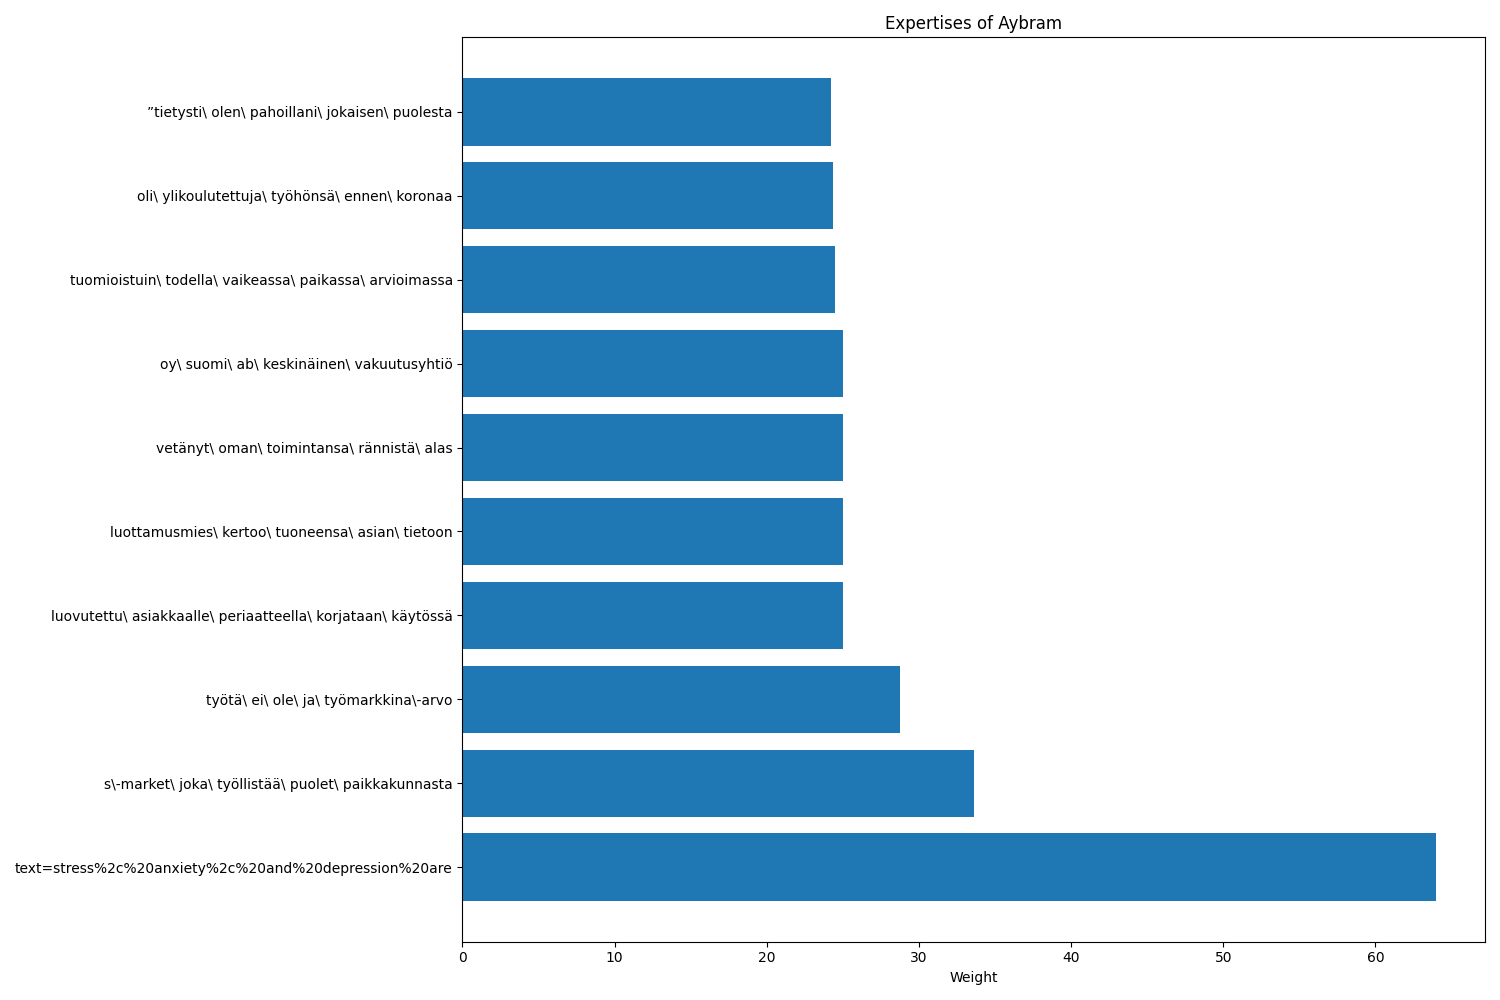 Expertises of Aybram
”tietysti\ olen\ pahoillani\ jokaisen\ puolesta
oli\ ylikoulutettuja\ työhönsä\ ennen\ koronaa
tuomioistuin\ todella\ vaikeassa\ paikassa\ arvioimassa
oy\ suomi\ ab\ keskinäinen\ vakuutusyhtiö
vetänyt\ oman\ toimintansa\ rännistä\ alas
luottamusmies\ kertoo\ tuoneensa\ asian\ tietoon
luovutettu\ asiakkaalle\ periaatteella\ korjataan\ käytössä
työtä\ ei\ ole\ ja\ työmarkkina\-arvo
s\-market\ joka\ työllistää\ puolet\ paikkakunnasta
text=stress%2c%20anxiety%2c%20and%20depression%20are
0 10 20 30 40 50 60
Weight